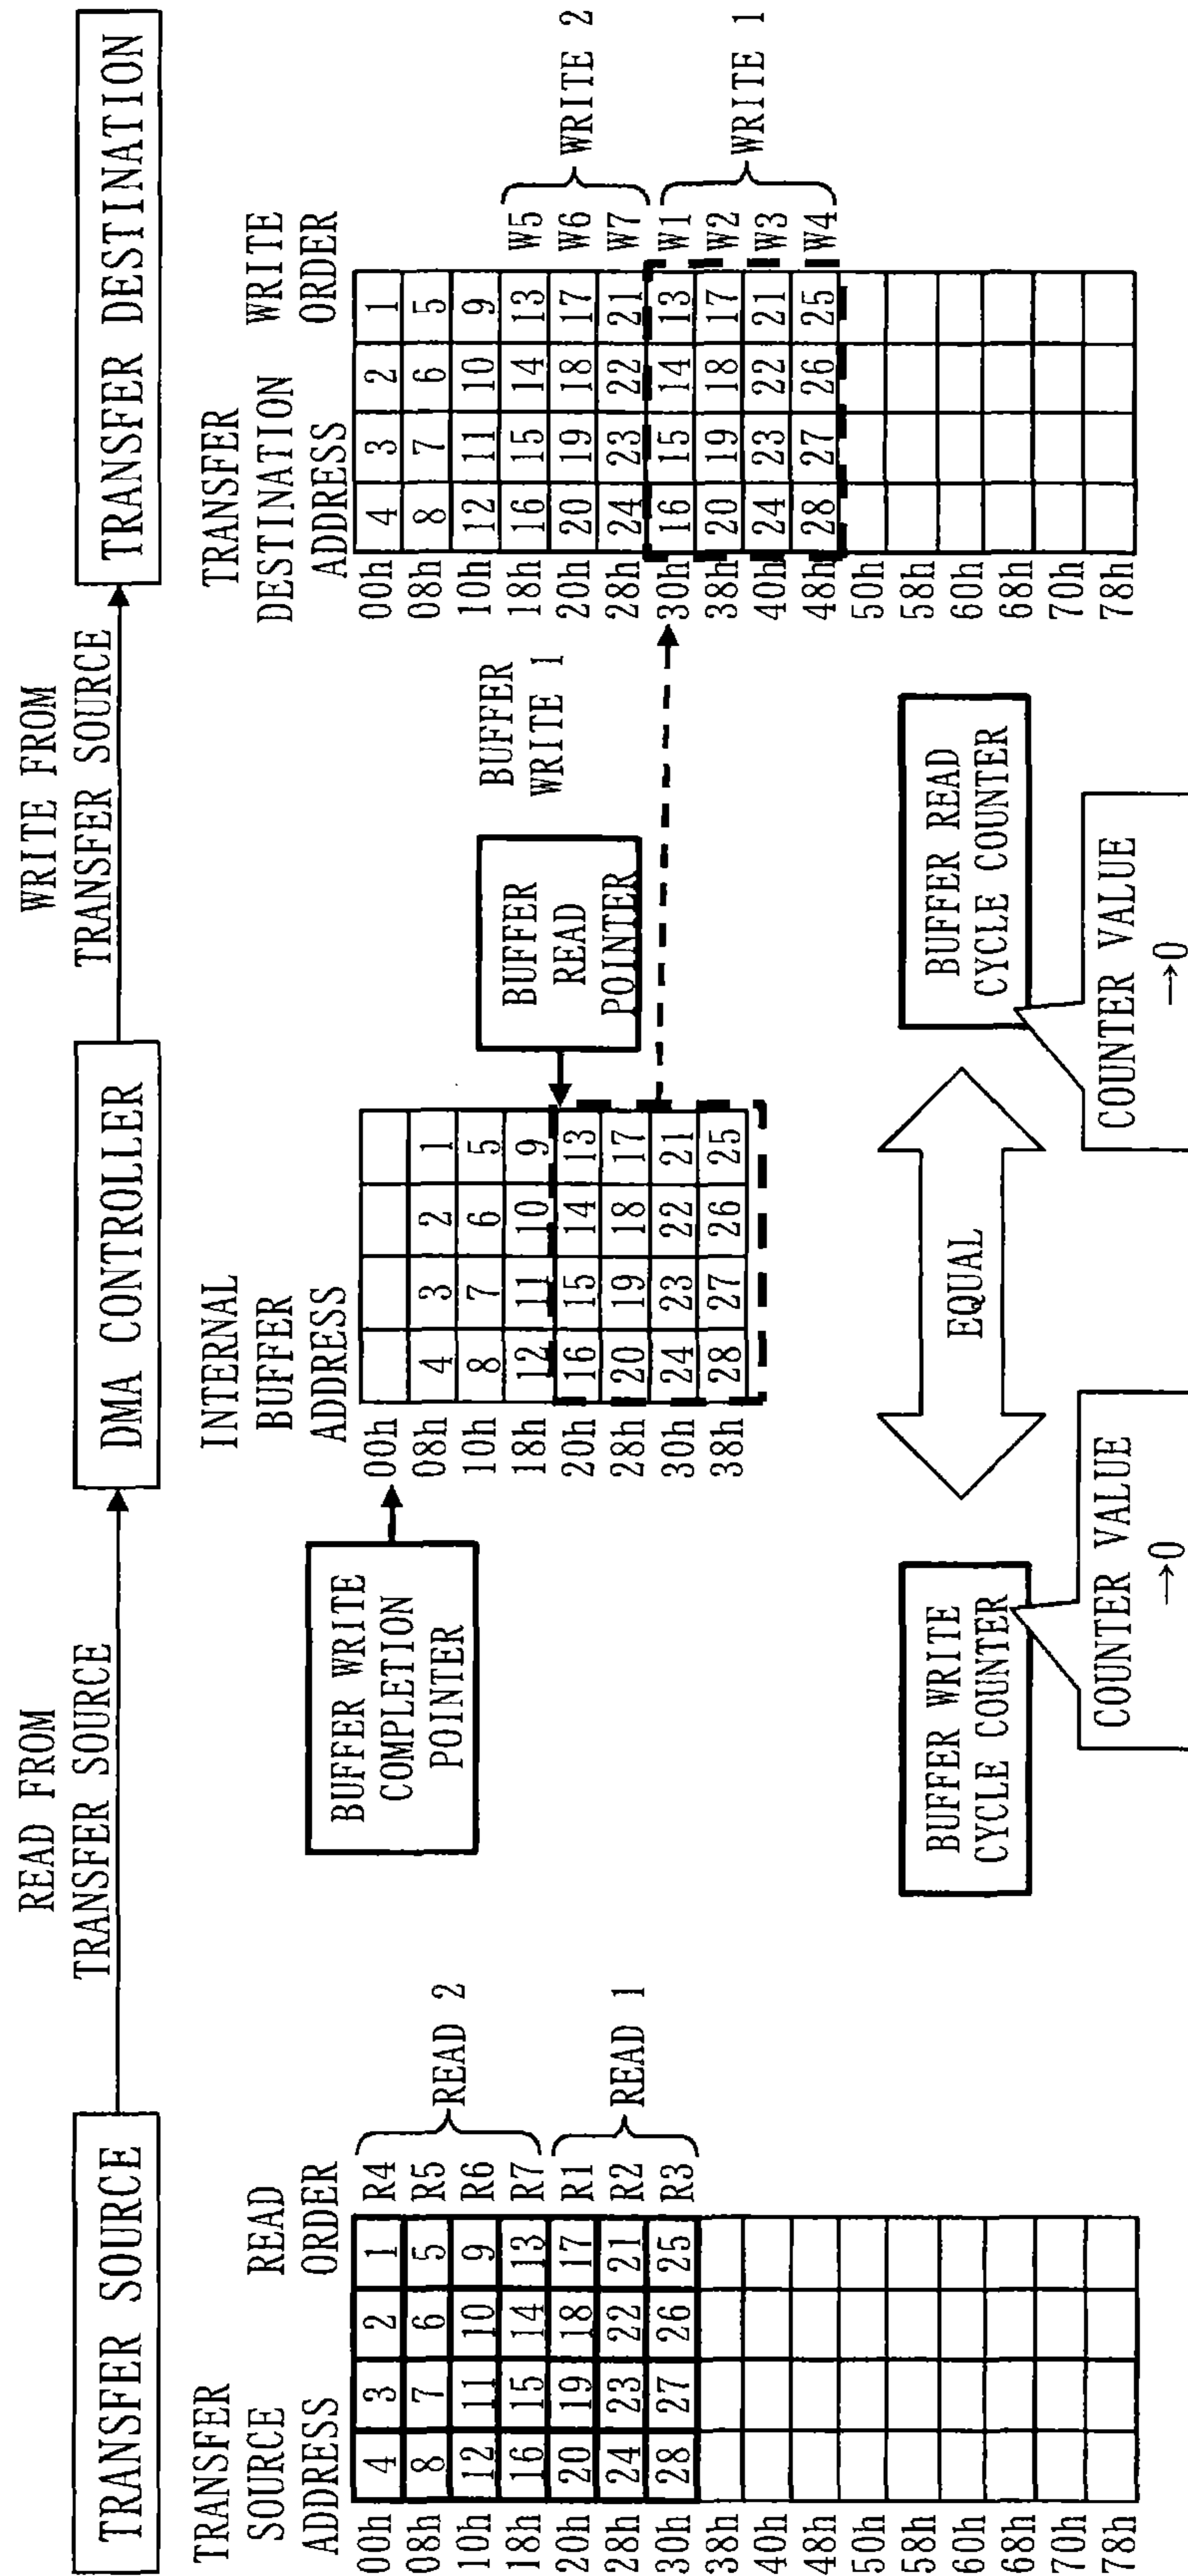 READ FROM
TRANSFER SOURCE
WRITE FROM
TRANSFER SOURCE
TRANSFER SOURCE
DMA CONTROLLER
TRANSFER DESTINATION
TRANSFER
SOURCE
ADDRESS
READ
ORDER
00h 4 3 2 1 R4
08h 8 7 6 5 R5
10h 12 11 10 9 R6
18h 16 15 14 13 R7
20h 20 19 18 17 R1
28h 24 23 22 21 R2
30h 28 27 26 25 R3
38h
40h
48h
50h
58h
60h
68h
70h
78h
READ 2
READ 1
BUFFER WRITE
COMPLETION
POINTER
INTERNAL
BUFFER
ADDRESS
00h
08h 4 3 2 1
10h 8 7 6 5
18h 12 11 10 9
20h 16 15 14 13
28h 20 19 18 17
30h 24 23 22 21
38h 28 27 26 25
BUFFER
READ
POINTER
BUFFER
WRITE 1
TRANSFER
DESTINATION
ADDRESS
WRITE
ORDER
00h 4 3 2 1
08h 8 7 6 5
10h 12 11 10 9
18h 16 15 14 13 W5
20h 20 19 18 17 W6
28h 24 23 22 21 W7
30h 16 15 14 13 W1
38h 20 19 18 17 W2
40h 24 23 22 21 W3
48h 28 27 26 25 W4
50h
58h
60h
68h
70h
78h
WRITE 2
WRITE 1
BUFFER WRITE
CYCLE COUNTER
COUNTER VALUE
→0
EQUAL
BUFFER READ
CYCLE COUNTER
COUNTER VALUE
→0